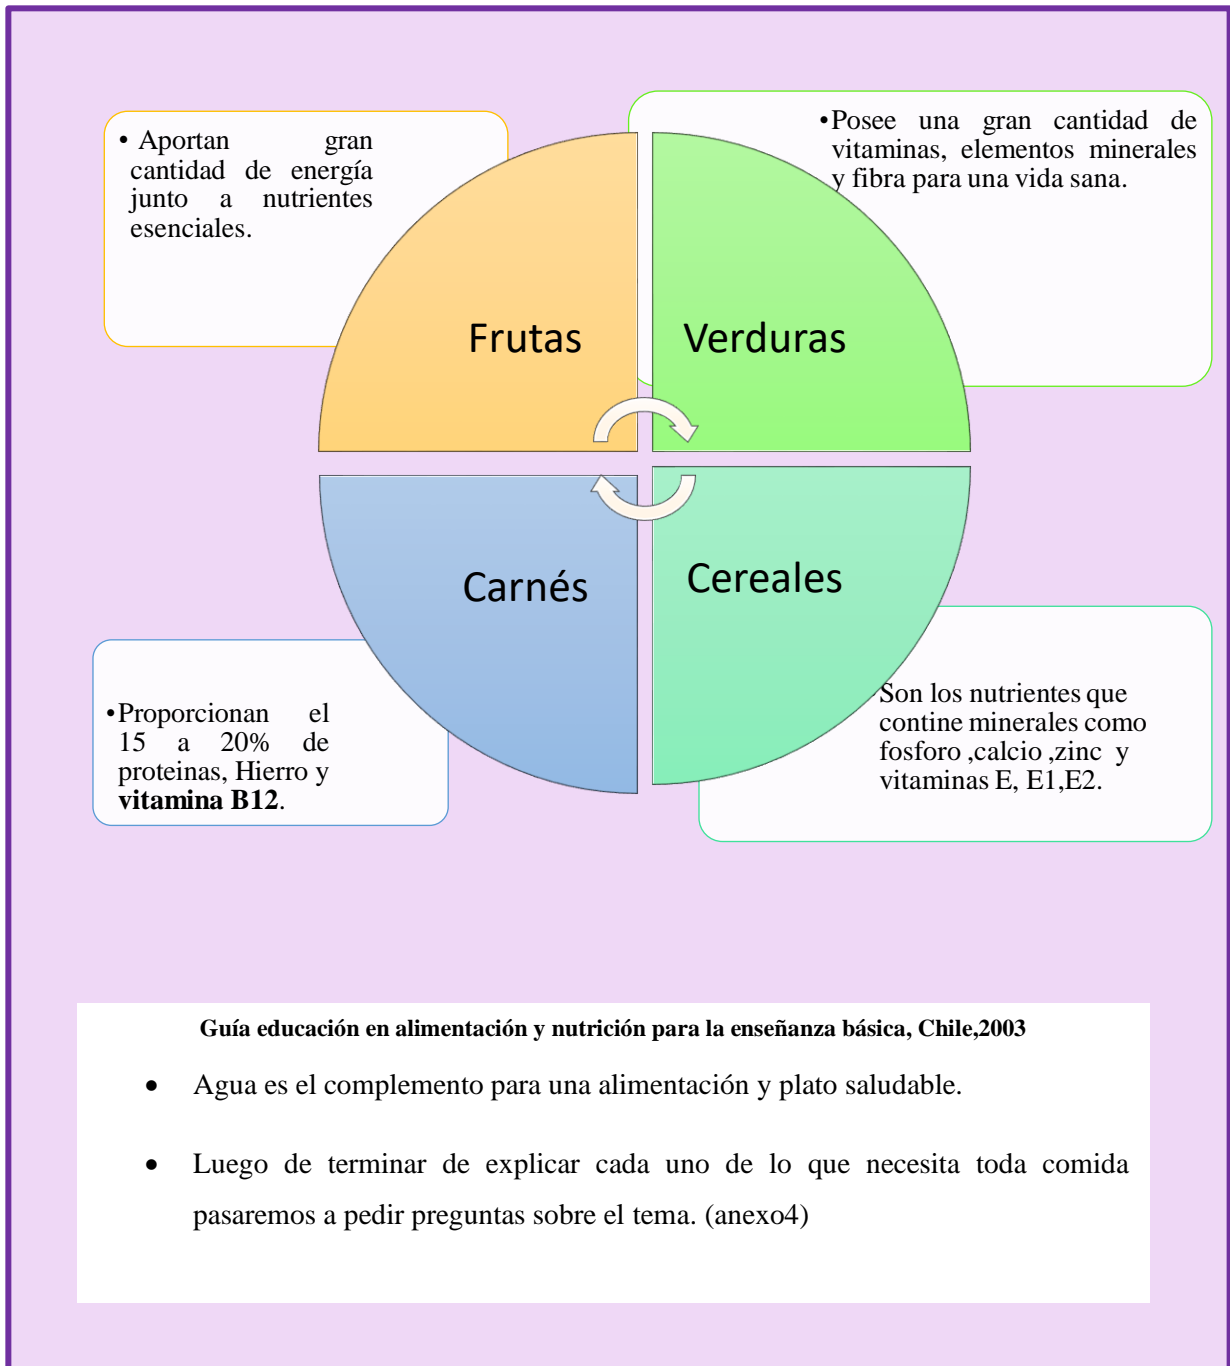 • Aportan gran
cantidad de energía
junto a nutrientes
esenciales.
•Posee una gran cantidad de
vitaminas, elementos minerales
y fibra para una vida sana.
Frutas
Verduras
Carnés
Cereales
•Proporcionan el
15 a 20% de
proteinas, Hierro y
vitamina B12.
Son los nutrientes que
contine minerales como
fosforo ,calcio ,zinc y
vitaminas E, E1,E2.
Guía educación en alimentación y nutrición para la enseñanza básica, Chile,2003
• Agua es el complemento para una alimentación y plato saludable.
• Luego de terminar de explicar cada uno de lo que necesita toda comida
pasaremos a pedir preguntas sobre el tema. (anexo4)